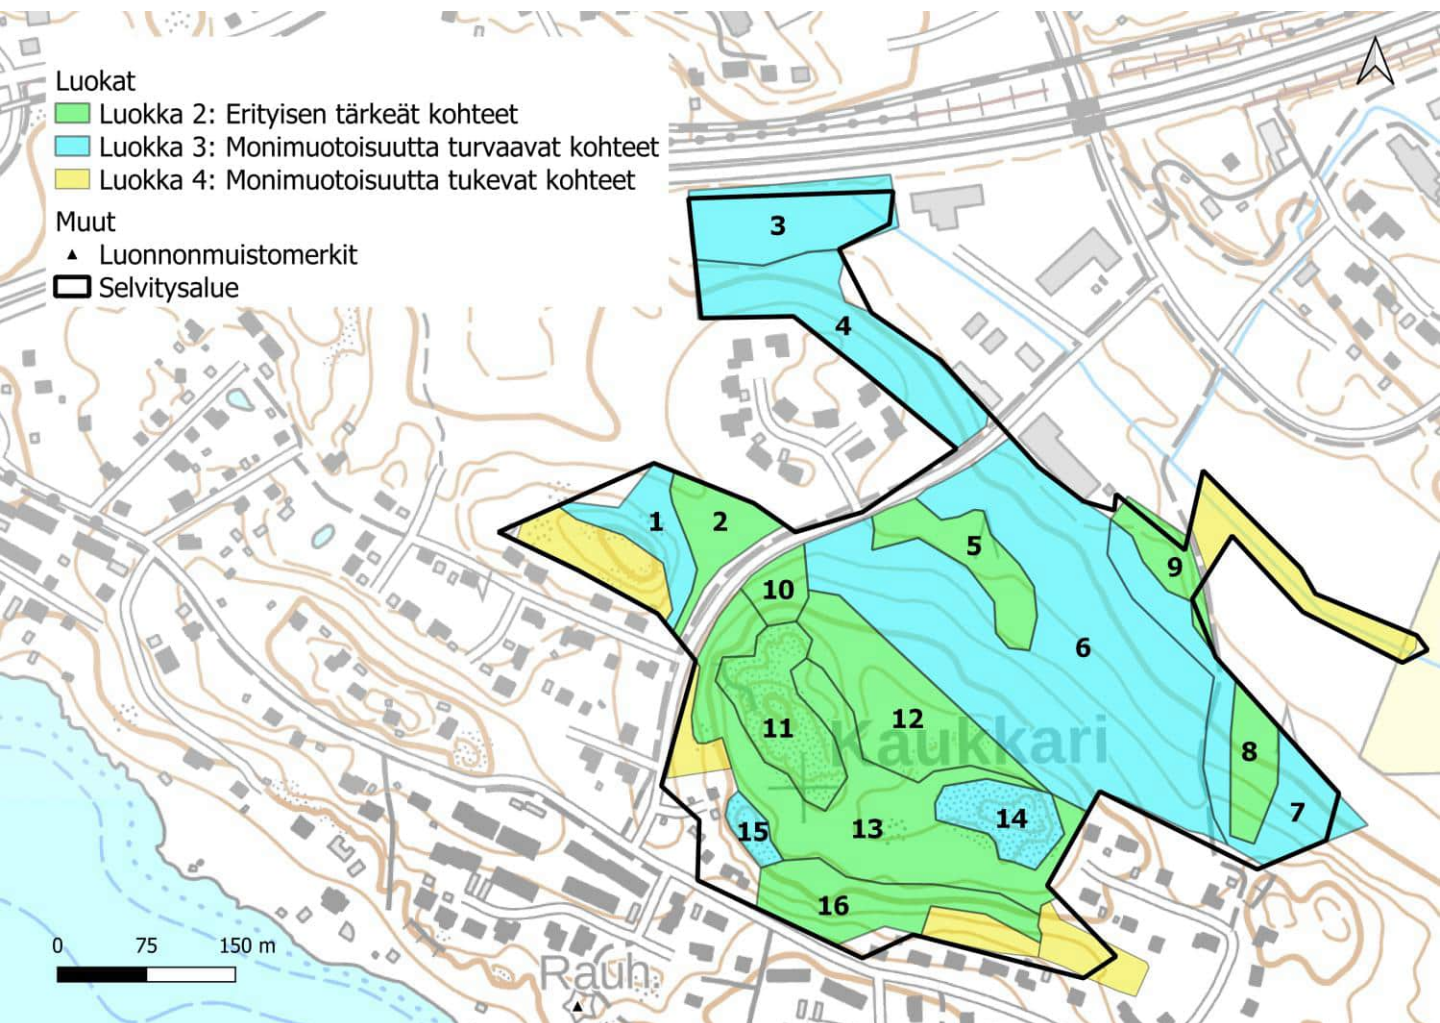 Luokat
Luokka 2: Erityisen tärkeät kohteet
Luokka 3: Monimuotoisuutta turvaavat kohteet
Luokka 4: Monimuotoisuutta tukevat kohteet
Muut
Luonnonmuistomerkit
Selvitysalue
3
4
1
2
5
9
10
6
11
12
8
7
15
13
14
16
Kaukkari
0 75 150 m
Rauh.